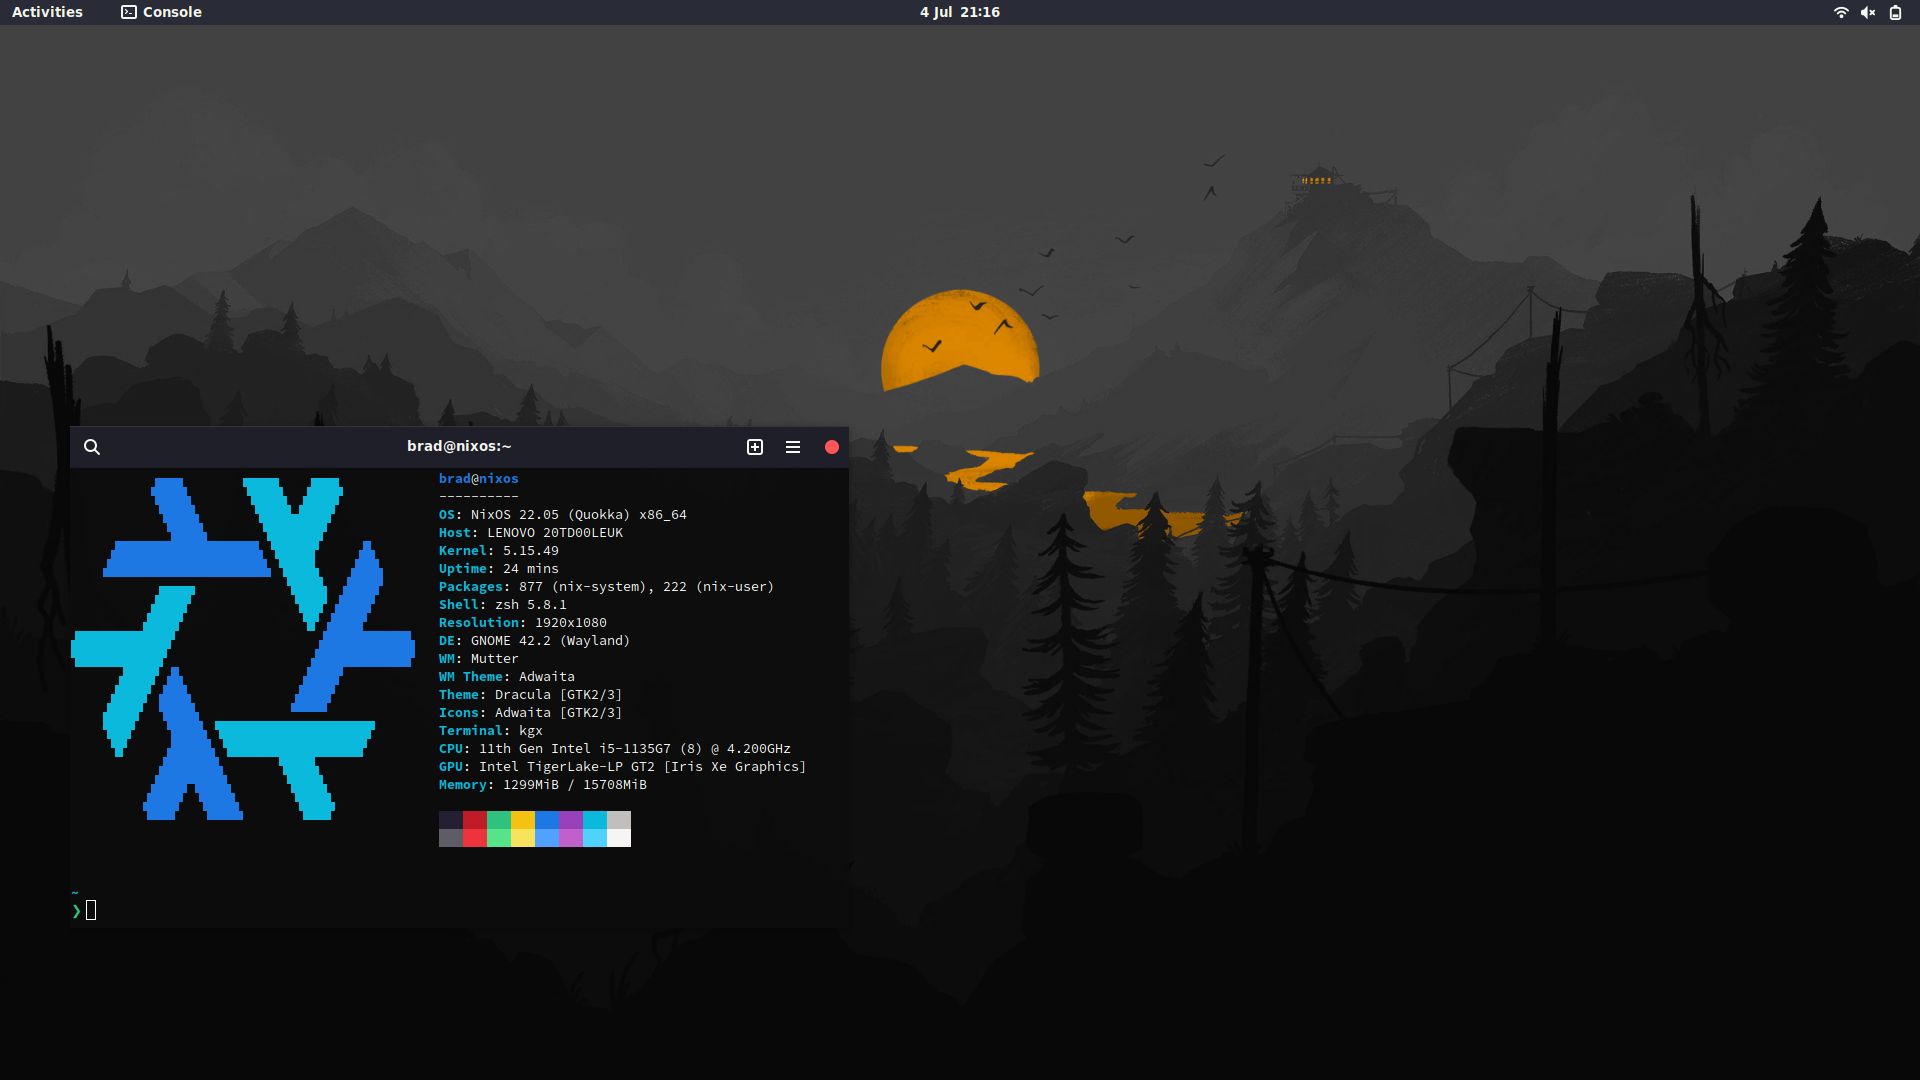 Activities
Console
4 Jul 21:16
brad@nixos:~
brad@nixos
----------
OS: NixOS 22.05 (Quokka) x86_64
Host: LENOVO 20TD00LEUK
Kernel: 5.15.49
Uptime: 24 mins
Packages: 877 (nix-system), 222 (nix-user)
Shell: zsh 5.8.1
Resolution: 1920x1080
DE: GNOME 42.2 (Wayland)
WM: Mutter
WM Theme: Adwaita
Theme: Dracula [GTK2/3]
Icons: Adwaita [GTK2/3]
Terminal: kgx
CPU: 11th Gen Intel i5-1135G7 (8) @ 4.200GHz
GPU: Intel TigerLake-LP GT2 [Iris Xe Graphics]
Memory: 1299MiB / 15708MiB
~
❯